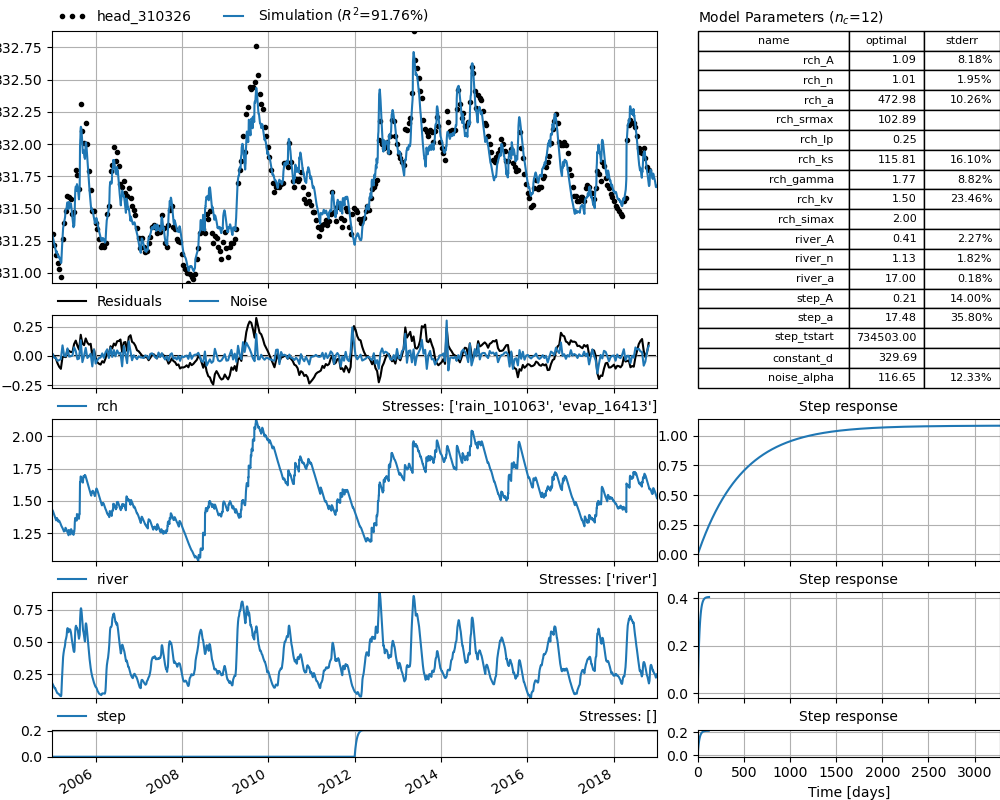 head_310326 Simulation (R²=91.76%)
332.75
332.50
332.25
332.00
331.75
331.50
331.25
331.00
Residuals Noise
0.25
0.00
−0.25
rch Stresses: ['rain_101063', 'evap_16413']
2.00
1.75
1.50
1.25
river Stresses: ['river']
0.75
0.50
0.25
step Stresses: []
0.2
0.0
2006 2008 2010 2012 2014 2016 2018
Model Parameters (n_c=12)
name optimal stderr
rch_A 1.09 8.18%
rch_n 1.01 1.95%
rch_a 472.98 10.26%
rch_srmax 102.89
rch_lp 0.25
rch_ks 115.81 16.10%
rch_gamma 1.77 8.82%
rch_kv 1.50 23.46%
rch_simax 2.00
river_A 0.41 2.27%
river_n 1.13 1.82%
river_a 17.00 0.18%
step_A 0.21 14.00%
step_a 17.48 35.80%
step_tstart 734503.00
constant_d 329.69
noise_alpha 116.65 12.33%
Step response
1.00
0.75
0.50
0.25
0.00
Step response
0.4
0.2
0.0
Step response
0.2
0.0
0 500 1000 1500 2000 2500 3000
Time [days]